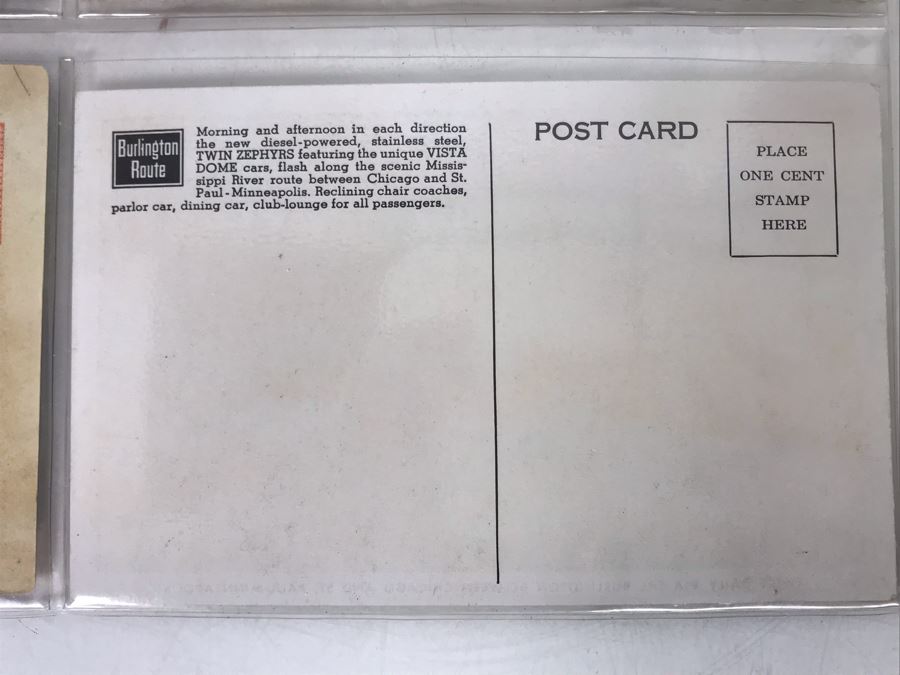 Burlington
Route
Morning and afternoon in each direction
the new diesel-powered, stainless steel,
TWIN ZEPHYRS featuring the unique VISTA
DOME cars, flash along the scenic Missis-
sippi River route between Chicago and St.
Paul-Minneapolis. Reclining chair coaches,
parlor car, dining car, club-lounge for all passengers.
POST CARD
PLACE
ONE CENT
STAMP
HERE